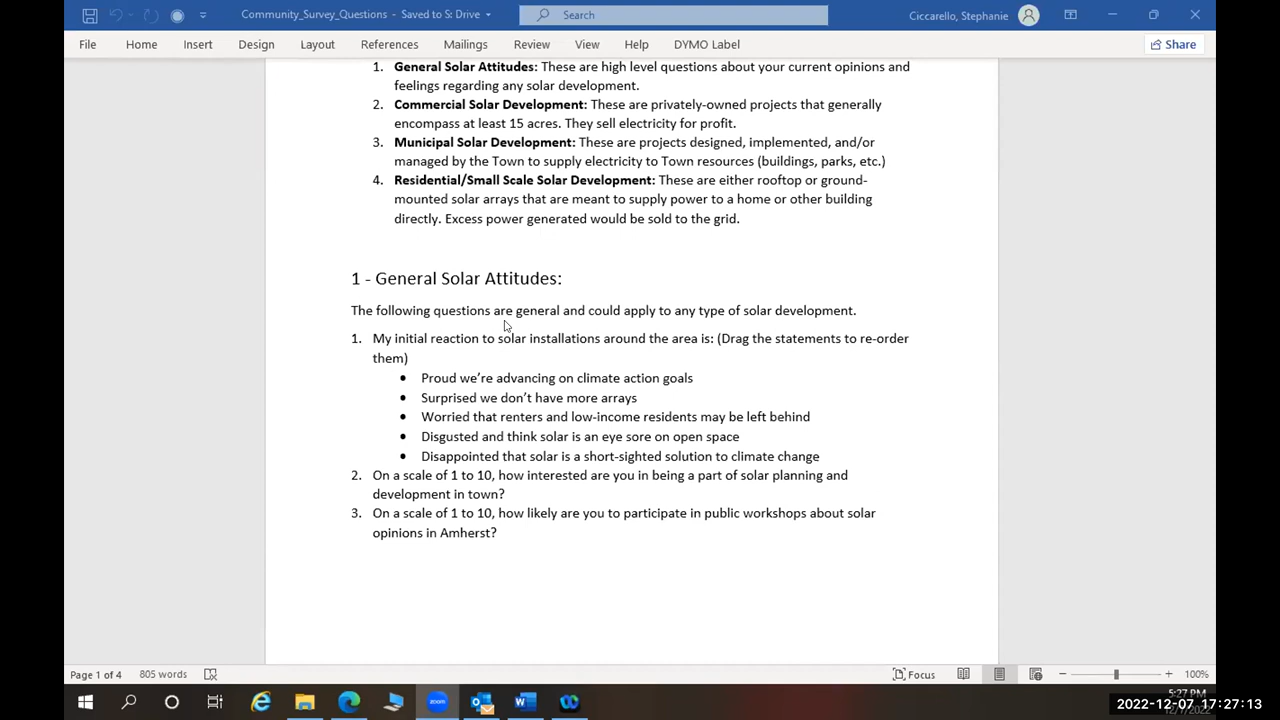 Community_Survey_Questions - Saved to S: Drive
Search
Ciccarello, Stephanie
File Home Insert Design Layout References Mailings Review View Help DYMO Label Share
1. General Solar Attitudes: These are high level questions about your current opinions and
feelings regarding any solar development.
2. Commercial Solar Development: These are privately-owned projects that generally
encompass at least 15 acres. They sell electricity for profit.
3. Municipal Solar Development: These are projects designed, implemented, and/or
managed by the Town to supply electricity to Town resources (buildings, parks, etc.)
4. Residential/Small Scale Solar Development: These are either rooftop or ground-
mounted solar arrays that are meant to supply power to a home or other building
directly. Excess power generated would be sold to the grid.
1 - General Solar Attitudes:
The following questions are general and could apply to any type of solar development.
1. My initial reaction to solar installations around the area is: (Drag the statements to re-order
them)
• Proud we’re advancing on climate action goals
• Surprised we don’t have more arrays
• Worried that renters and low-income residents may be left behind
• Disgusted and think solar is an eye sore on open space
• Disappointed that solar is a short-sighted solution to climate change
2. On a scale of 1 to 10, how interested are you in being a part of solar planning and
development in town?
3. On a scale of 1 to 10, how likely are you to participate in public workshops about solar
opinions in Amherst?
Page 1 of 4 805 words Focus 100%
zoom
5:27 PM
2022-12-07 17:27:13